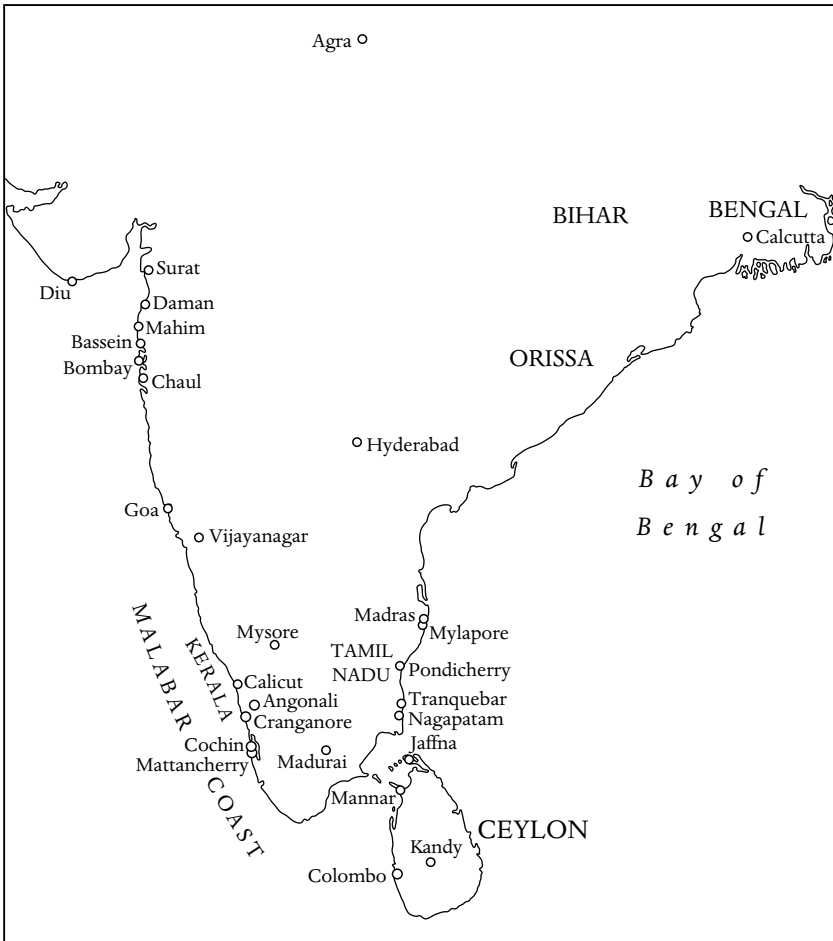 Agra
BIHAR
BENGAL
Calcutta
Surat
Diu
Daman
Mahim
Bassein
ORISSA
Bombay
Chaul
Hyderabad
Bay of
Bengal
Goa
Vijayanagar
Madras
Mylapore
MALABAR COAST
KERALA
Mysore
TAMIL
NADU
Pondicherry
Calicut
Angonali
Tranquebar
Cranganore
Nagapatam
Cochin
Jaffna
Mattancherry
Madurai
Mannar
CEYLON
Kandy
Colombo